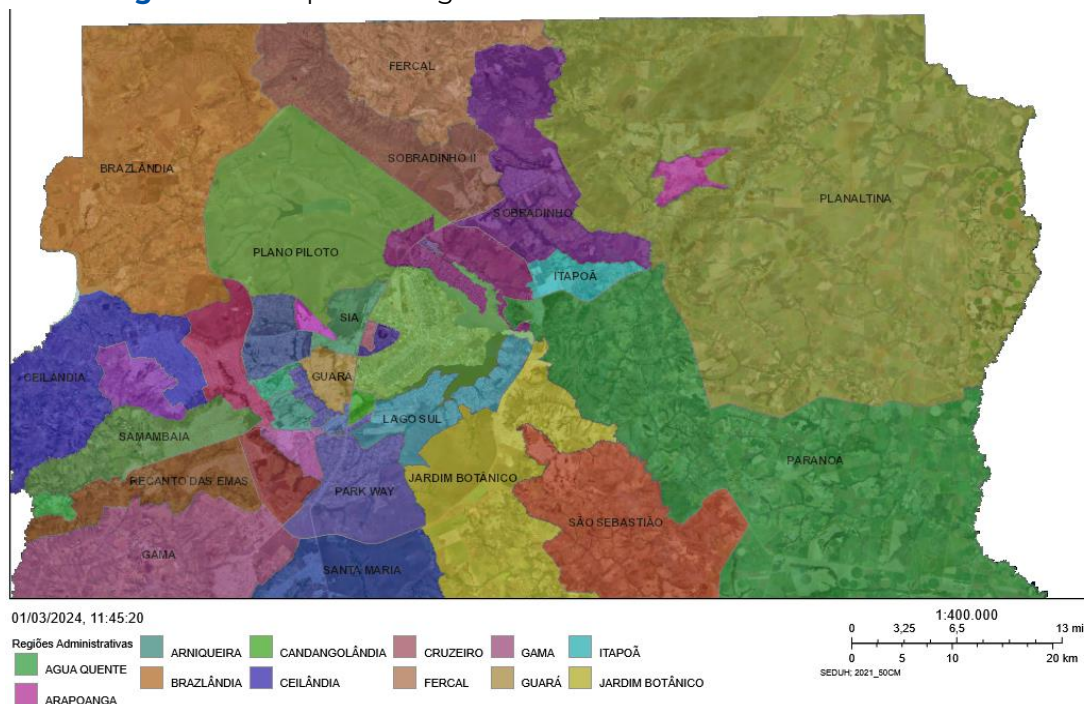 FERCAL
SOBRADINHO II
BRAZLÂNDIA
PLANALTINA
SOBRADINHO
PLANO PILOTO
ITAPOÃ
SIA
GUARÁ
CEILANDIA
LAGO SUL
SAMAMBAIA
PARANOA
RECANTO DAS EMAS
JARDIM BOTÂNICO
PARK WAY
SÃO SEBASTIÃO
GAMA
SANTA MARIA
01/03/2024, 11:45:20
1:400.000
0 3,25 6,5 13 mi
0 5 10 20 km
SEDUH; 2021_50CM
Regiões Administrativas
AGUA QUENTE
ARAPOANGA
ARNIQUEIRA
BRAZLÂNDIA
CANDANGOLÂNDIA
CEILÂNDIA
CRUZEIRO
FERCAL
GAMA
GUARÁ
ITAPOÃ
JARDIM BOTÂNICO